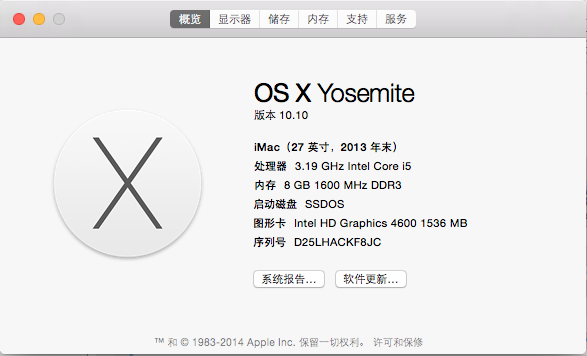 概览 显示器 储存 内存 支持 服务
OS X Yosemite
版本 10.10
iMac（27 英寸，2013 年末）
处理器 3.19 GHz Intel Core i5
内存 8 GB 1600 MHz DDR3
启动磁盘 SSDOS
图形卡 Intel HD Graphics 4600 1536 MB
序列号 D25LHACKF8JC
系统报告... 软件更新...
™ 和 © 1983-2014 Apple Inc. 保留一切权利。 许可和保修